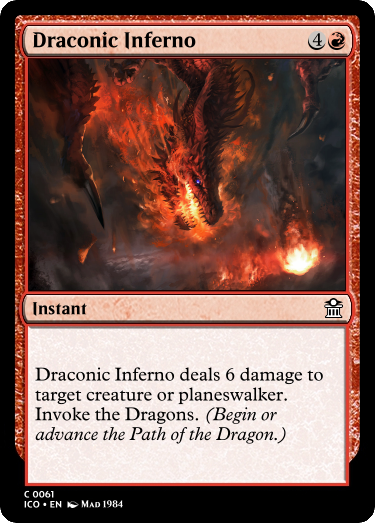 Draconic Inferno 4
Instant
Draconic Inferno deals 6 damage to
target creature or planeswalker.
Invoke the Dragons. (Begin or
advance the Path of the Dragon.)
C 0061
ICO • EN Mad 1984